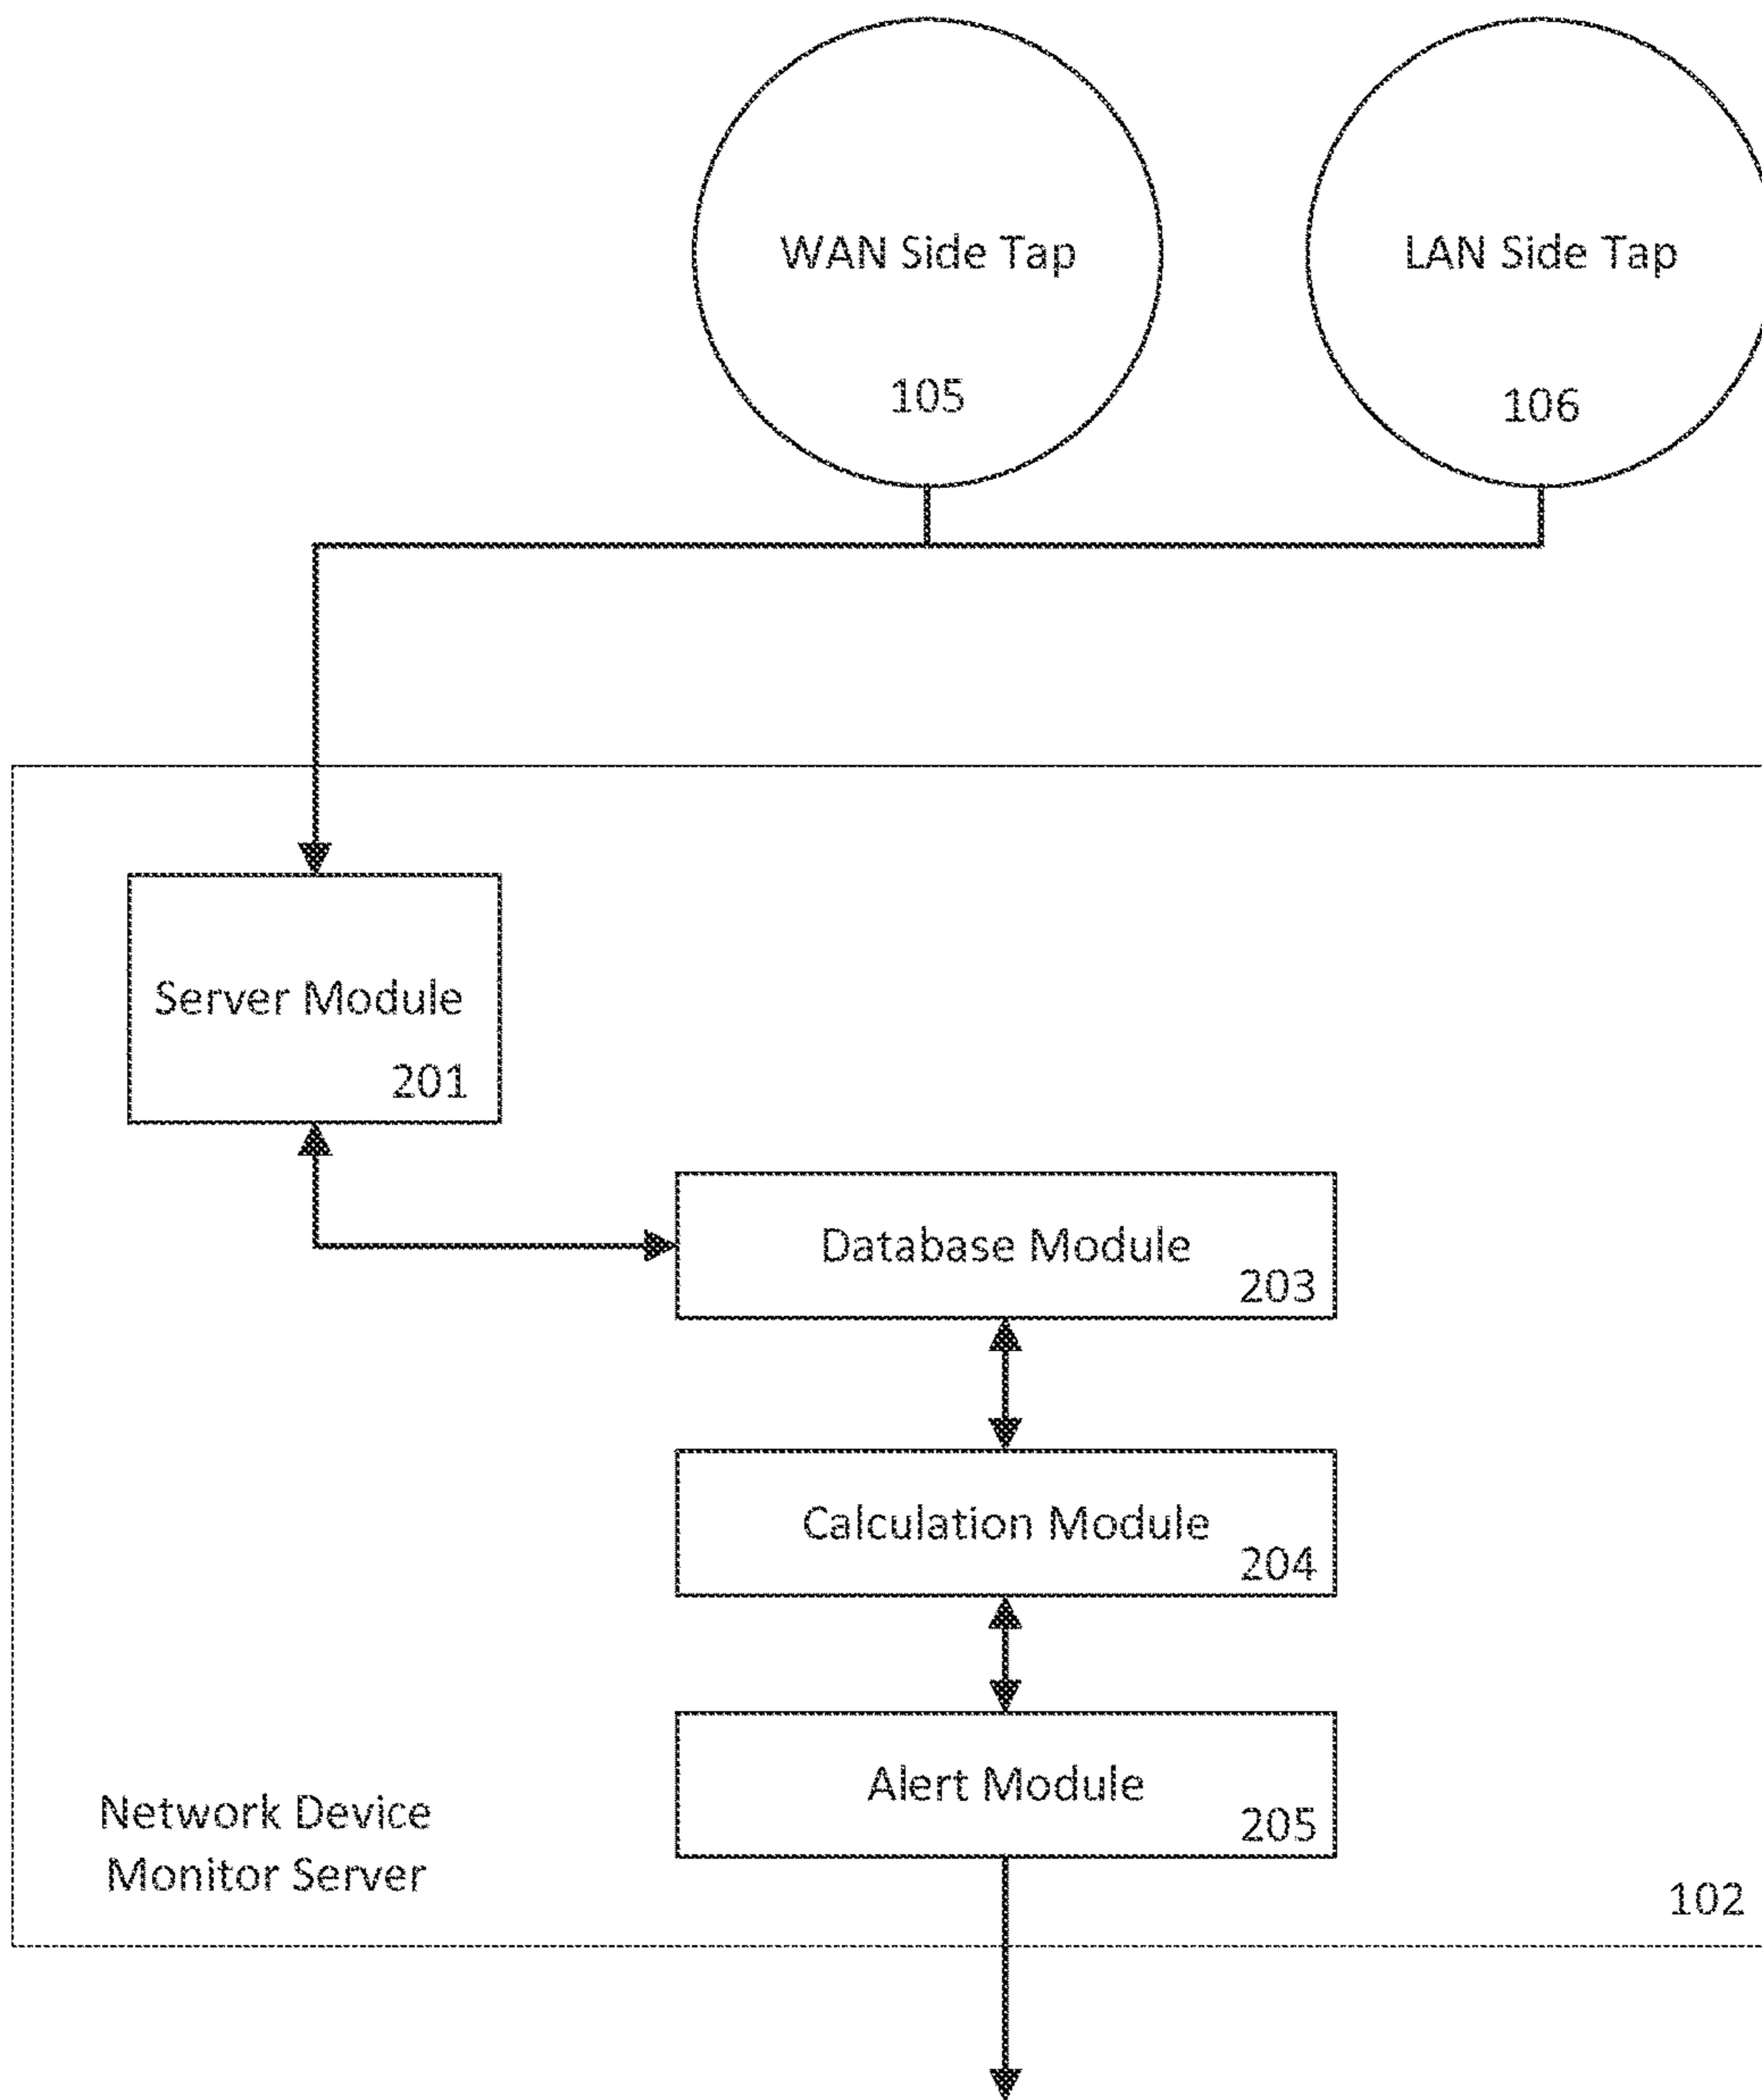 WAN Side Tap
105
LAN Side Tap
106
Server Module
201
Database Module
203
Calculation Module
204
Alert Module
205
Network Device
Monitor Server
102